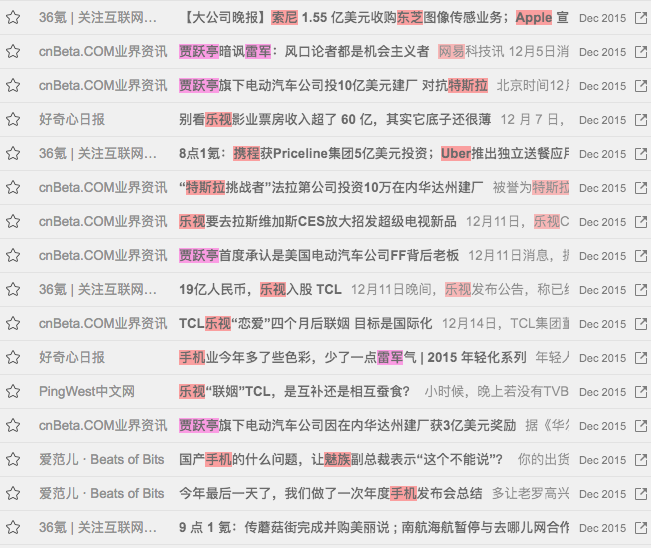 36氪 | 关注互联网… 【大公司晚报】索尼 1.55 亿美元收购东芝图像传感业务；Apple 宣 Dec 2015
cnBeta.COM业界资讯 贾跃亭暗讽雷军：风口论者都是机会主义者 网易科技讯 12月5日消 Dec 2015
cnBeta.COM业界资讯 贾跃亭旗下电动汽车公司投10亿美元建厂 对抗特斯拉 北京时间12月 Dec 2015
好奇心日报 别看乐视影业票房收入超了 60 亿，其实它底子还很薄 12 月 7 日， Dec 2015
36氪 | 关注互联网… 8点1氪：携程获Priceline集团5亿美元投资；Uber推出独立送餐应用 Dec 2015
cnBeta.COM业界资讯 “特斯拉挑战者”法拉第公司投资10万在内华达州建厂 被誉为特斯拉 Dec 2015
cnBeta.COM业界资讯 乐视要去拉斯维加斯CES放大招发超级电视新品 12月11日，乐视C Dec 2015
cnBeta.COM业界资讯 贾跃亭首度承认是美国电动汽车公司FF背后老板 12月11日消息，据 Dec 2015
36氪 | 关注互联网… 19亿人民币，乐视入股 TCL 12月11日晚间，乐视发布公告，称已经 Dec 2015
cnBeta.COM业界资讯 TCL乐视“恋爱”四个月后联姻 目标是国际化 12月14日，TCL集团董 Dec 2015
好奇心日报 手机业今年多了些色彩，少了一点雷军气 | 2015 年轻化系列 年轻人 Dec 2015
PingWest中文网 乐视“联姻”TCL，是互补还是相互蚕食？ 小时候，晚上若没有TVB Dec 2015
cnBeta.COM业界资讯 贾跃亭旗下电动汽车公司因在内华达州建厂获3亿美元奖励 据《华尔 Dec 2015
爱范儿 · Beats of Bits 国产手机的什么问题，让魅族副总裁表示“这个不能说”？ 你的出货 Dec 2015
爱范儿 · Beats of Bits 今年最后一天了，我们做了一次年度手机发布会总结 多让老罗高兴 Dec 2015
36氪 | 关注互联网… 9 点 1 氪：传蘑菇街完成并购美丽说；南航海航暂停与去哪儿网合作 Dec 2015